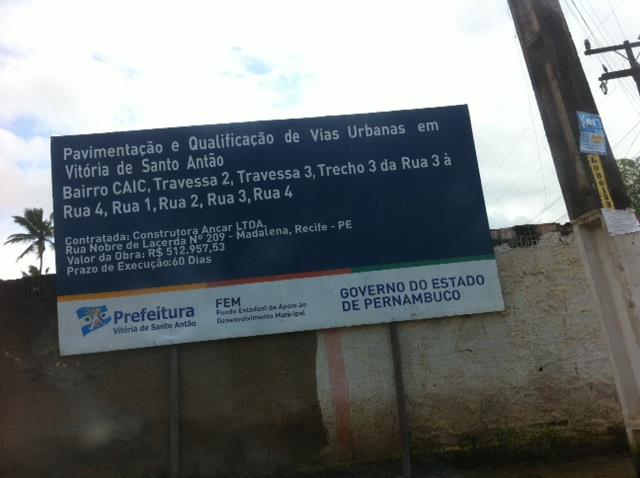 Pavimentação e Qualificação de Vias Urbanas em
Vitória de Santo Antão
Bairro CAIC, Travessa 2, Travessa 3, Trecho 3 da Rua 3 à
Rua 4, Rua 1, Rua 2, Rua 3, Rua 4
Contratada: Construtora Ancar LTDA.
Rua Nobre de Lacerda Nº 209 - Madalena, Recife - PE
Valor da Obra: R$ 512.957,53
Prazo de Execução:60 Dias
Prefeitura
Vitória de Santo Antão
FEM
Fundo Estadual de Apoio ao
Desenvolvimento Municipal
GOVERNO DO ESTADO
DE PERNAMBUCO